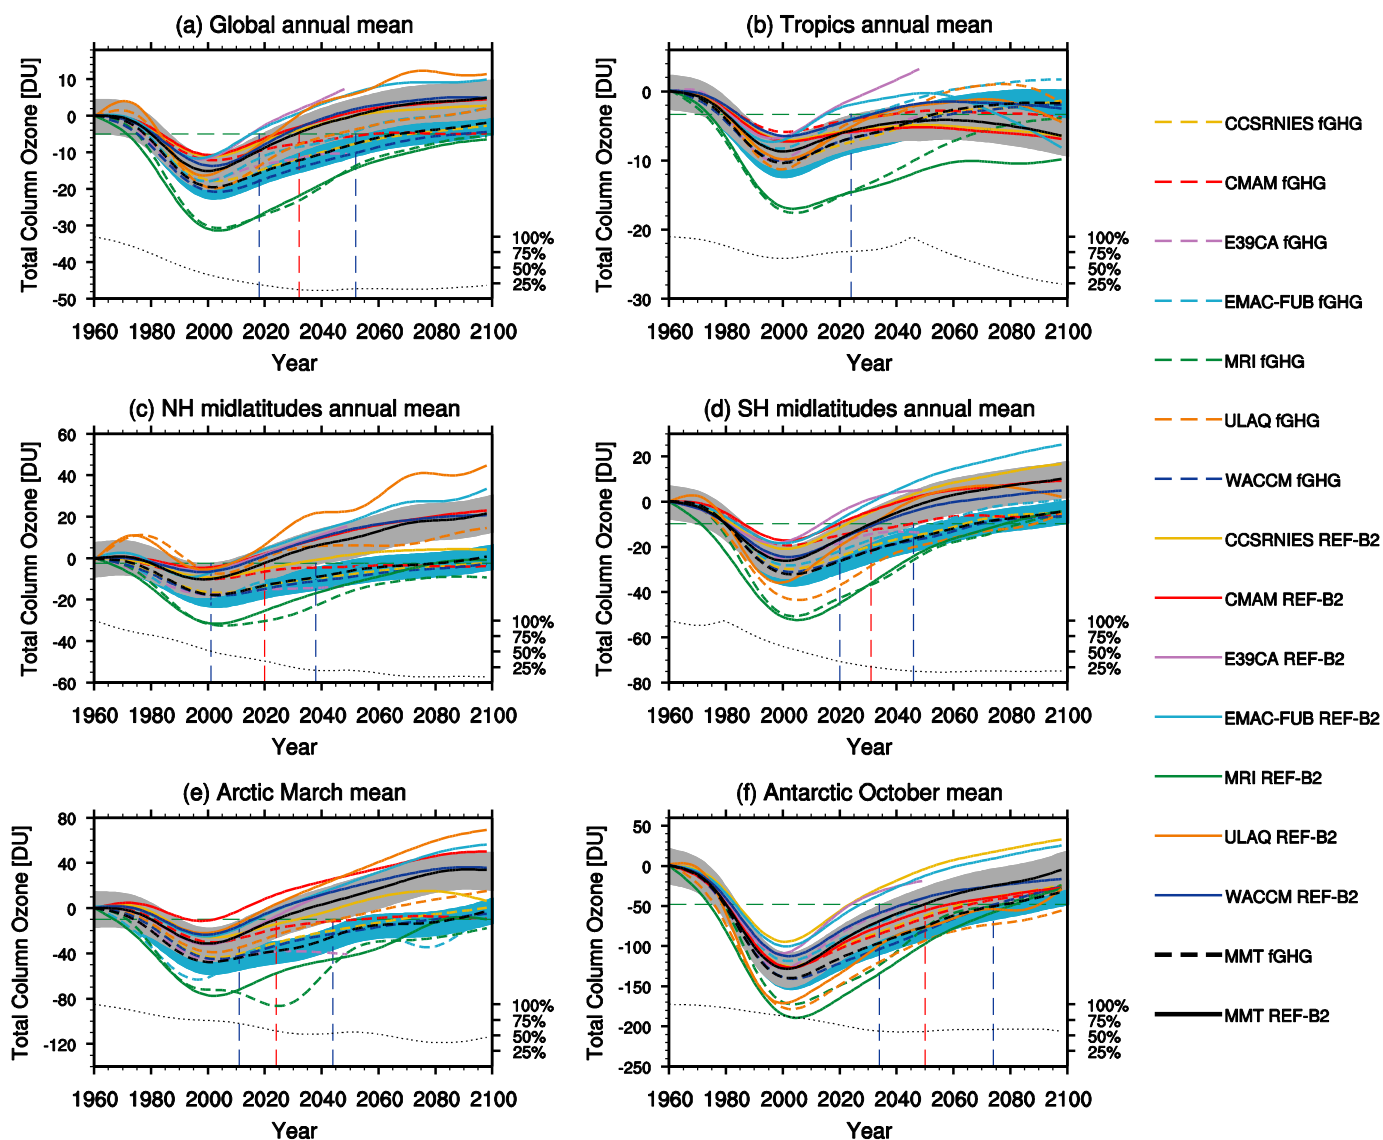 (a) Global annual mean
Total Column Ozone [DU]
10
0
-10
-20
-30
-40
-50
100%
75%
50%
25%
1960 1980 2000 2020 2040 2060 2080 2100
Year
(b) Tropics annual mean
Total Column Ozone [DU]
0
-10
-20
-30
100%
75%
50%
25%
1960 1980 2000 2020 2040 2060 2080 2100
Year
(c) NH midlatitudes annual mean
Total Column Ozone [DU]
60
40
20
0
-20
-40
-60
100%
75%
50%
25%
1960 1980 2000 2020 2040 2060 2080 2100
Year
(d) SH midlatitudes annual mean
Total Column Ozone [DU]
20
0
-20
-40
-60
-80
100%
75%
50%
25%
1960 1980 2000 2020 2040 2060 2080 2100
Year
(e) Arctic March mean
Total Column Ozone [DU]
80
40
0
-40
-80
-120
100%
75%
50%
25%
1960 1980 2000 2020 2040 2060 2080 2100
Year
(f) Antarctic October mean
Total Column Ozone [DU]
50
0
-50
-100
-150
-200
-250
100%
75%
50%
25%
1960 1980 2000 2020 2040 2060 2080 2100
Year
CCSRNIES fGHG
CMAM fGHG
E39CA fGHG
EMAC-FUB fGHG
MRI fGHG
ULAQ fGHG
WACCM fGHG
CCSRNIES REF-B2
CMAM REF-B2
E39CA REF-B2
EMAC-FUB REF-B2
MRI REF-B2
ULAQ REF-B2
WACCM REF-B2
MMT fGHG
MMT REF-B2